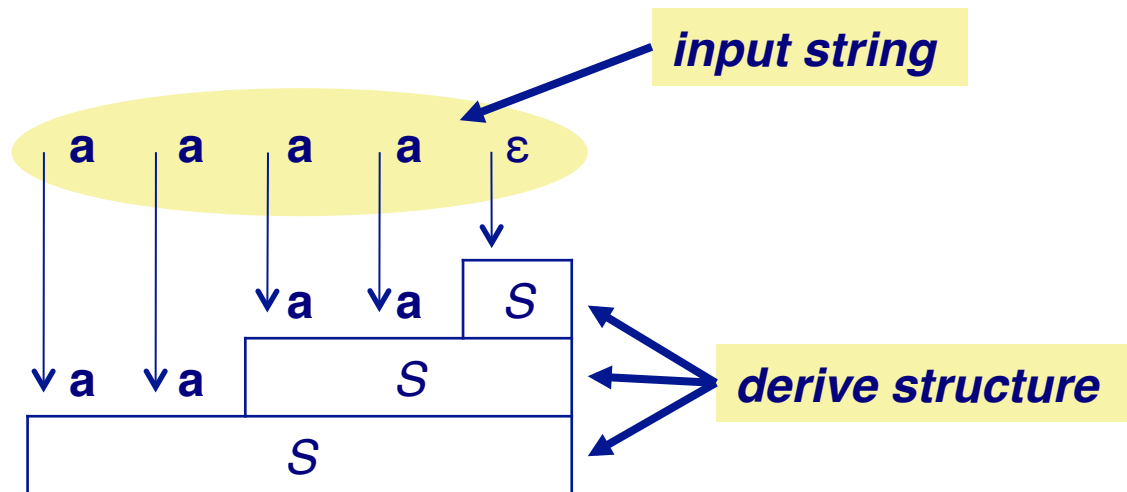 input string
a a a a ε
a a S
a a S
derive structure
S